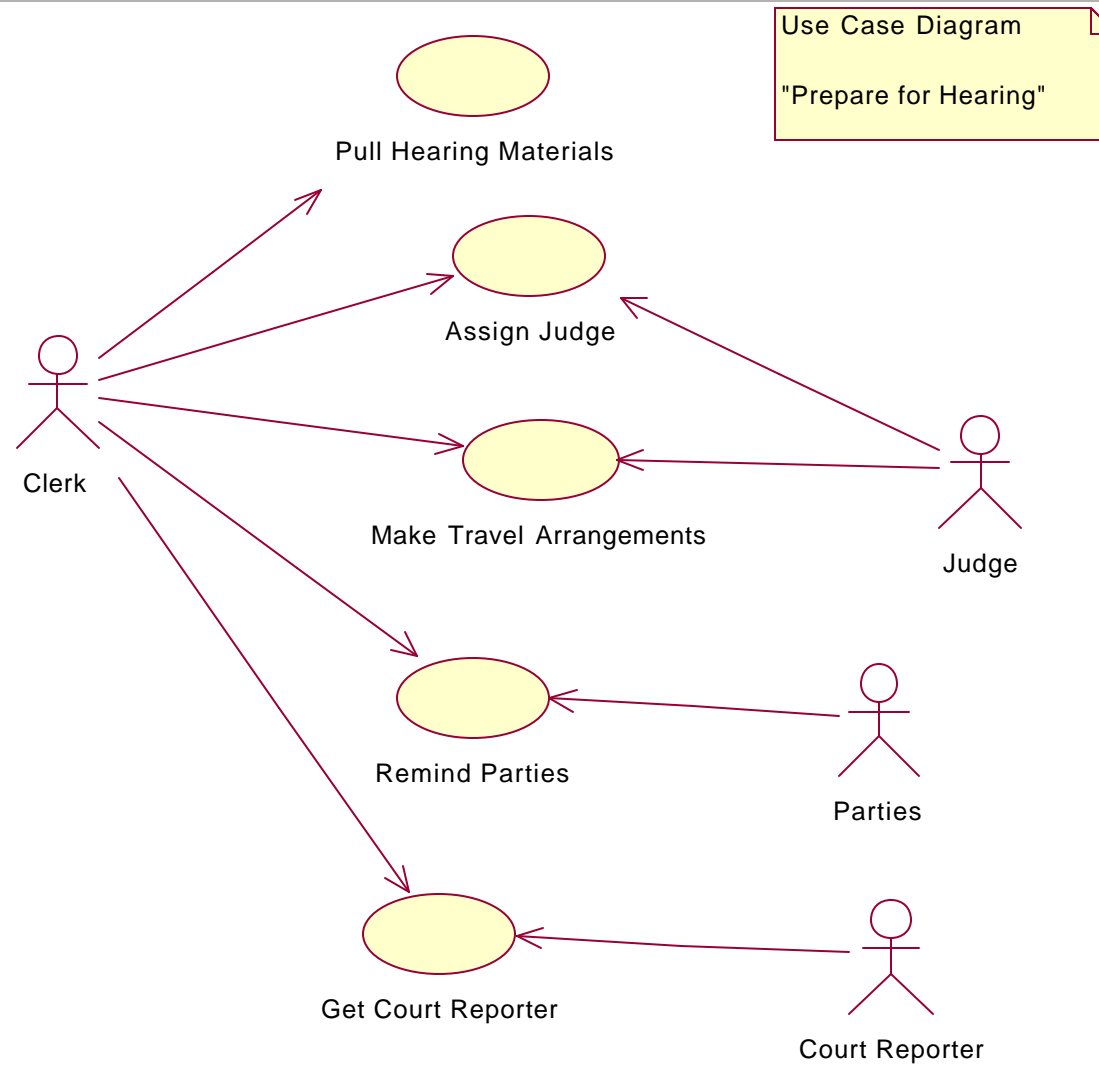 Use Case Diagram
"Prepare for Hearing"
Pull Hearing Materials
Assign Judge
Clerk
Make Travel Arrangements
Judge
Remind Parties
Parties
Get Court Reporter
Court Reporter